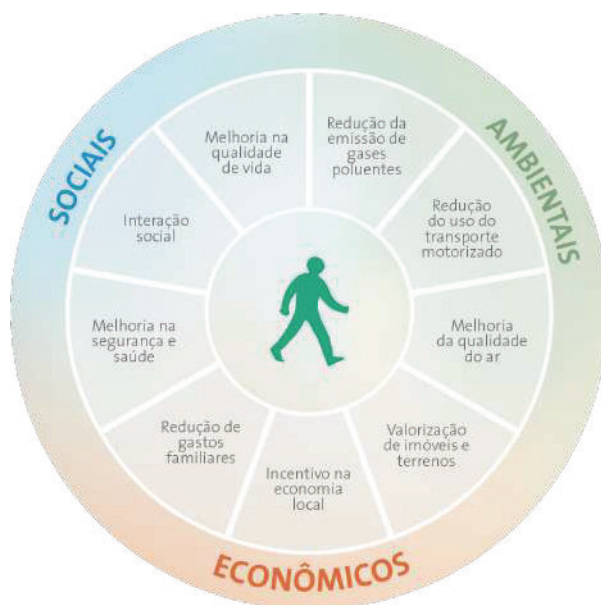 SOCIAIS
Melhoria na
qualidade
de vida
Interação
social
Melhoria na
segurança e
saúde
AMBIENTAIS
Redução da
emissão de
gases
poluentes
Redução
do uso do
transporte
motorizado
Melhoria
da qualidade
do ar
ECONÔMICOS
Redução de
gastos
familiares
Incentivo na
economia
local
Valorização
de imóveis e
terrenos